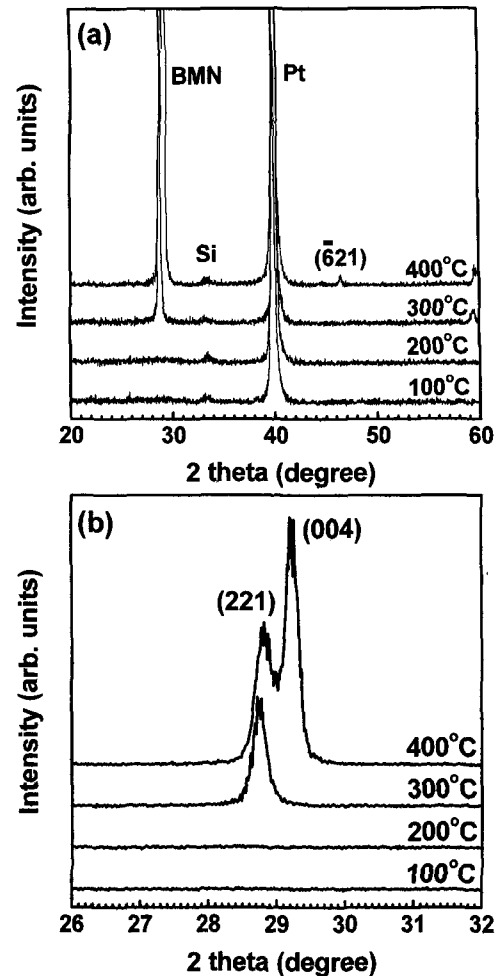 (a)
BMN
Pt
Si
(6̄21)
400°C
300°C
200°C
100°C
Intensity (arb. units)
20 30 40 50 60
2 theta (degree)
(b)
(004)
(221)
400°C
300°C
200°C
100°C
Intensity (arb. units)
26 27 28 29 30 31 32
2 theta (degree)